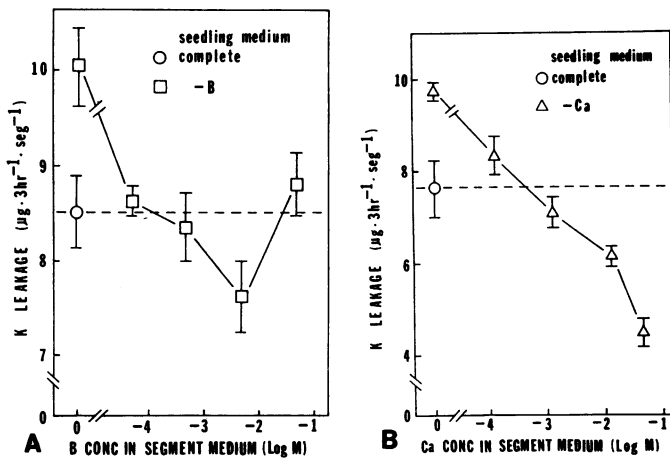 seedling medium
complete
-B
10
9
8
7
0
K LEAKAGE (µg·3hr⁻¹·seg⁻¹)
0 -4 -3 -2 -1
A B CONC IN SEGMENT MEDIUM (Log M)
seedling medium
complete
-Ca
10
8
6
4
0
K LEAKAGE (µg·3hr⁻¹·seg⁻¹)
0 -4 -3 -2 -1
B Ca CONC IN SEGMENT MEDIUM (Log M)